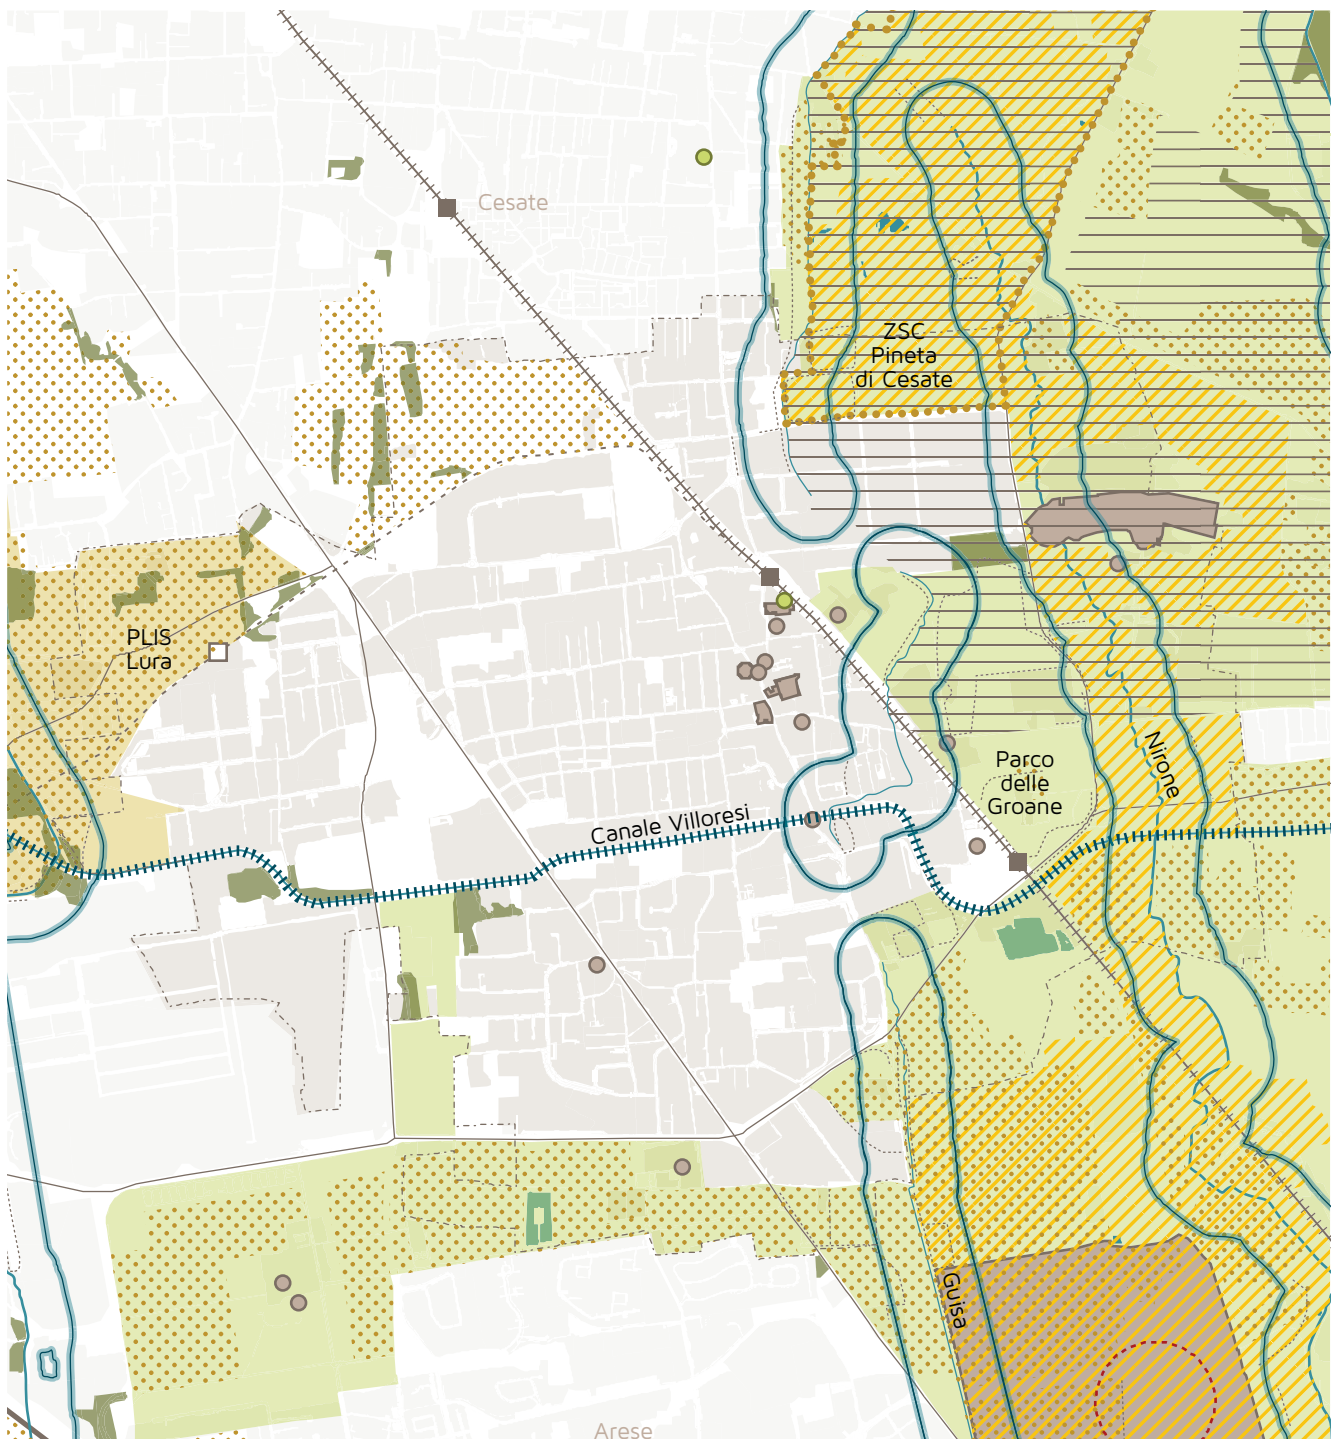 Cesate
ZSC
Pineta
di Cesate
PLIS
Lura
Nirone
Parco
delle
Groane
Canale Villoresi
Guisa
Arese